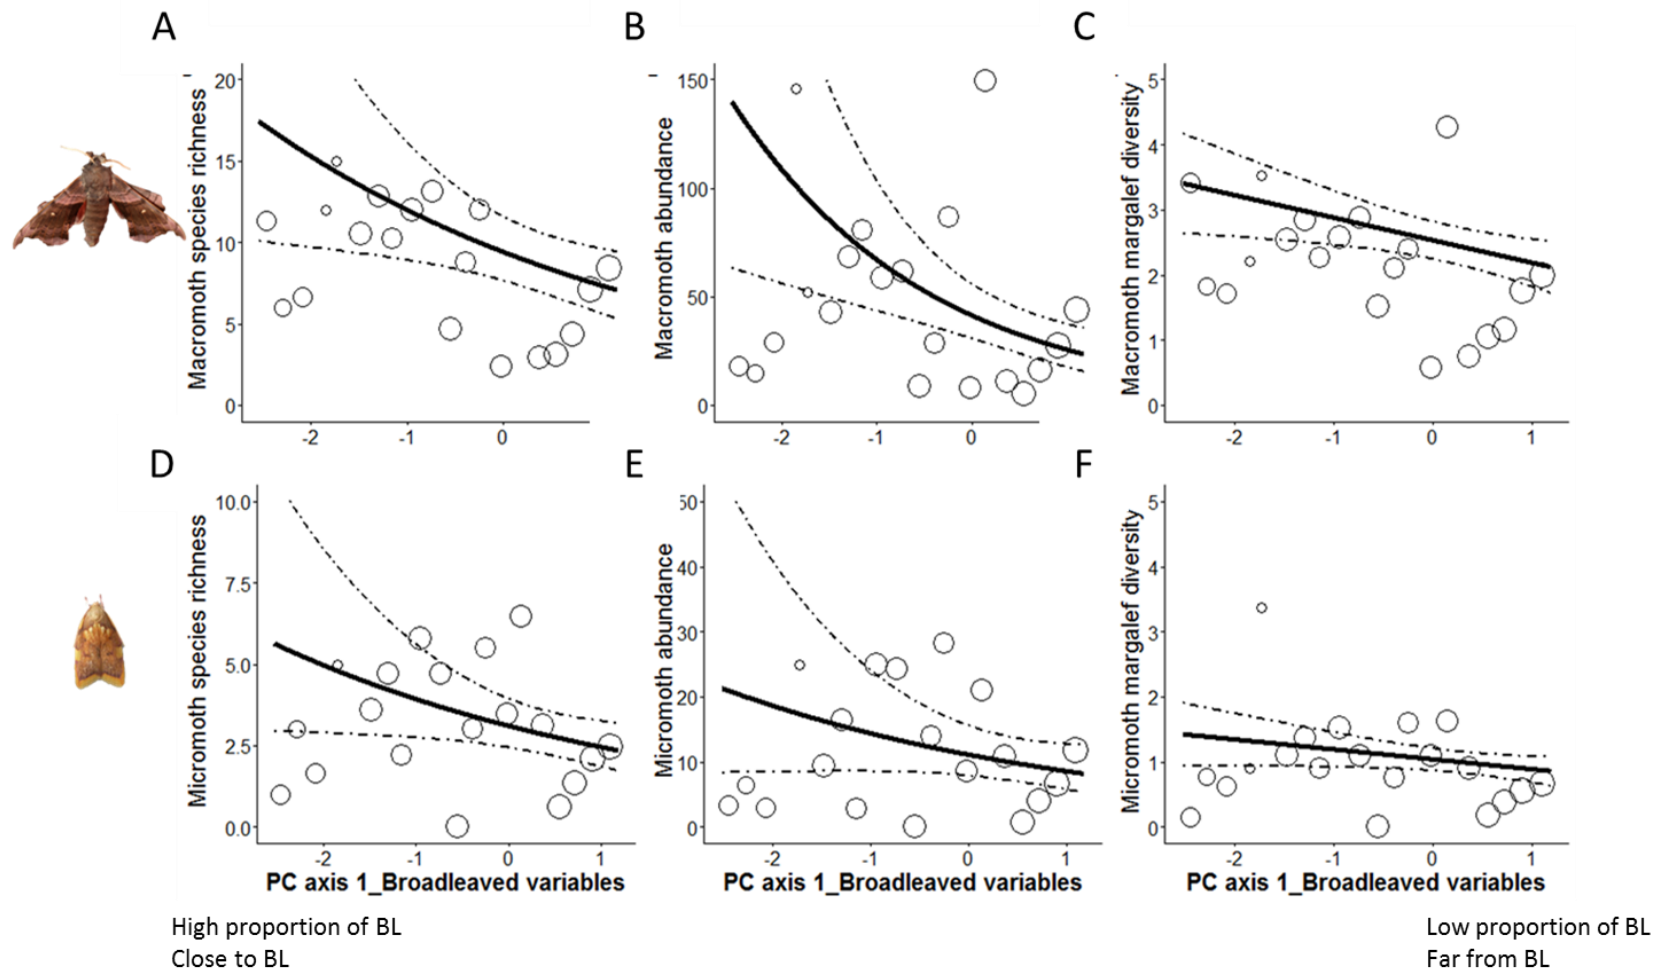 A
B
C
Macromoth species richness
20
15
10
5
0
-2
-1
0
Macromoth abundance
150
100
50
0
-2
-1
0
Macromoth margalef diversity
5
4
3
2
1
0
-2
-1
0
1
D
E
F
Micromoth species richness
10.0
7.5
5.0
2.5
0.0
-2
-1
0
1
PC axis 1_Broadleaved variables
Micromoth abundance
50
40
30
20
10
0
-2
-1
0
1
PC axis 1_Broadleaved variables
Micromoth margalef diversity
5
4
3
2
1
0
-2
-1
0
1
PC axis 1_Broadleaved variables
High proportion of BL
Close to BL
Low proportion of BL
Far from BL